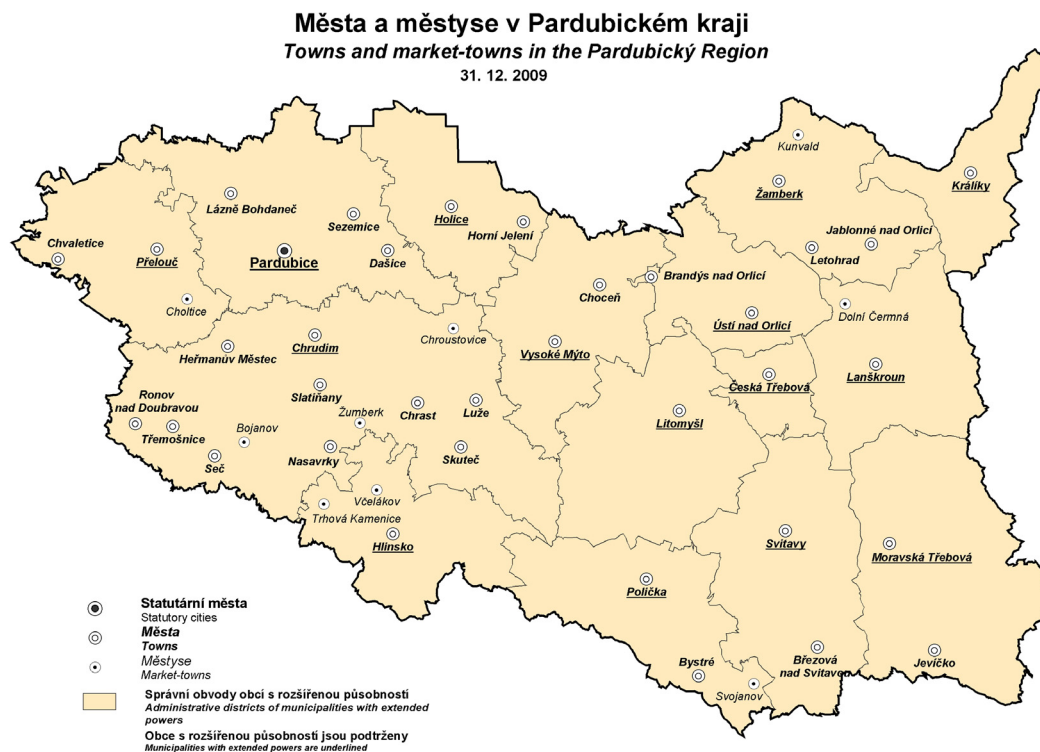 Města a městyse v Pardubickém kraji
Towns and market-towns in the Pardubický Region
31. 12. 2009
Kunvald
Žamberk
Králíky
Lázně Bohdaneč
Sezemice
Holice
Horní Jelení
Jablonné nad Orlicí
Letohrad
Chvaletice
Přelouč
Pardubice
Dašice
Choceň
Brandýs nad Orlicí
Choltice
Dolní Čermná
Ústí nad Orlicí
Chroustovice
Chrudim
Heřmanův Městec
Vysoké Mýto
Lanškroun
Česká Třebová
Slatiňany
Ronov
nad Doubravou
Chrast
Luže
Litomyšl
Žumberk
Třemošnice
Bojanov
Seč
Nasavrky
Skuteč
Včelákov
Trhová Kamenice
Hlinsko
Svitavy
Moravská Třebová
Polička
Bystré
Svojanov
Březová
nad Svitavou
Jevíčko
Statutární města
Statutory cities
Města
Towns
Městyse
Market-towns
Správní obvody obcí s rozšířenou působností
Administrative districts of municipalities with extended
powers
Obce s rozšířenou působností jsou podtrženy
Municipalities with extended powers are underlined